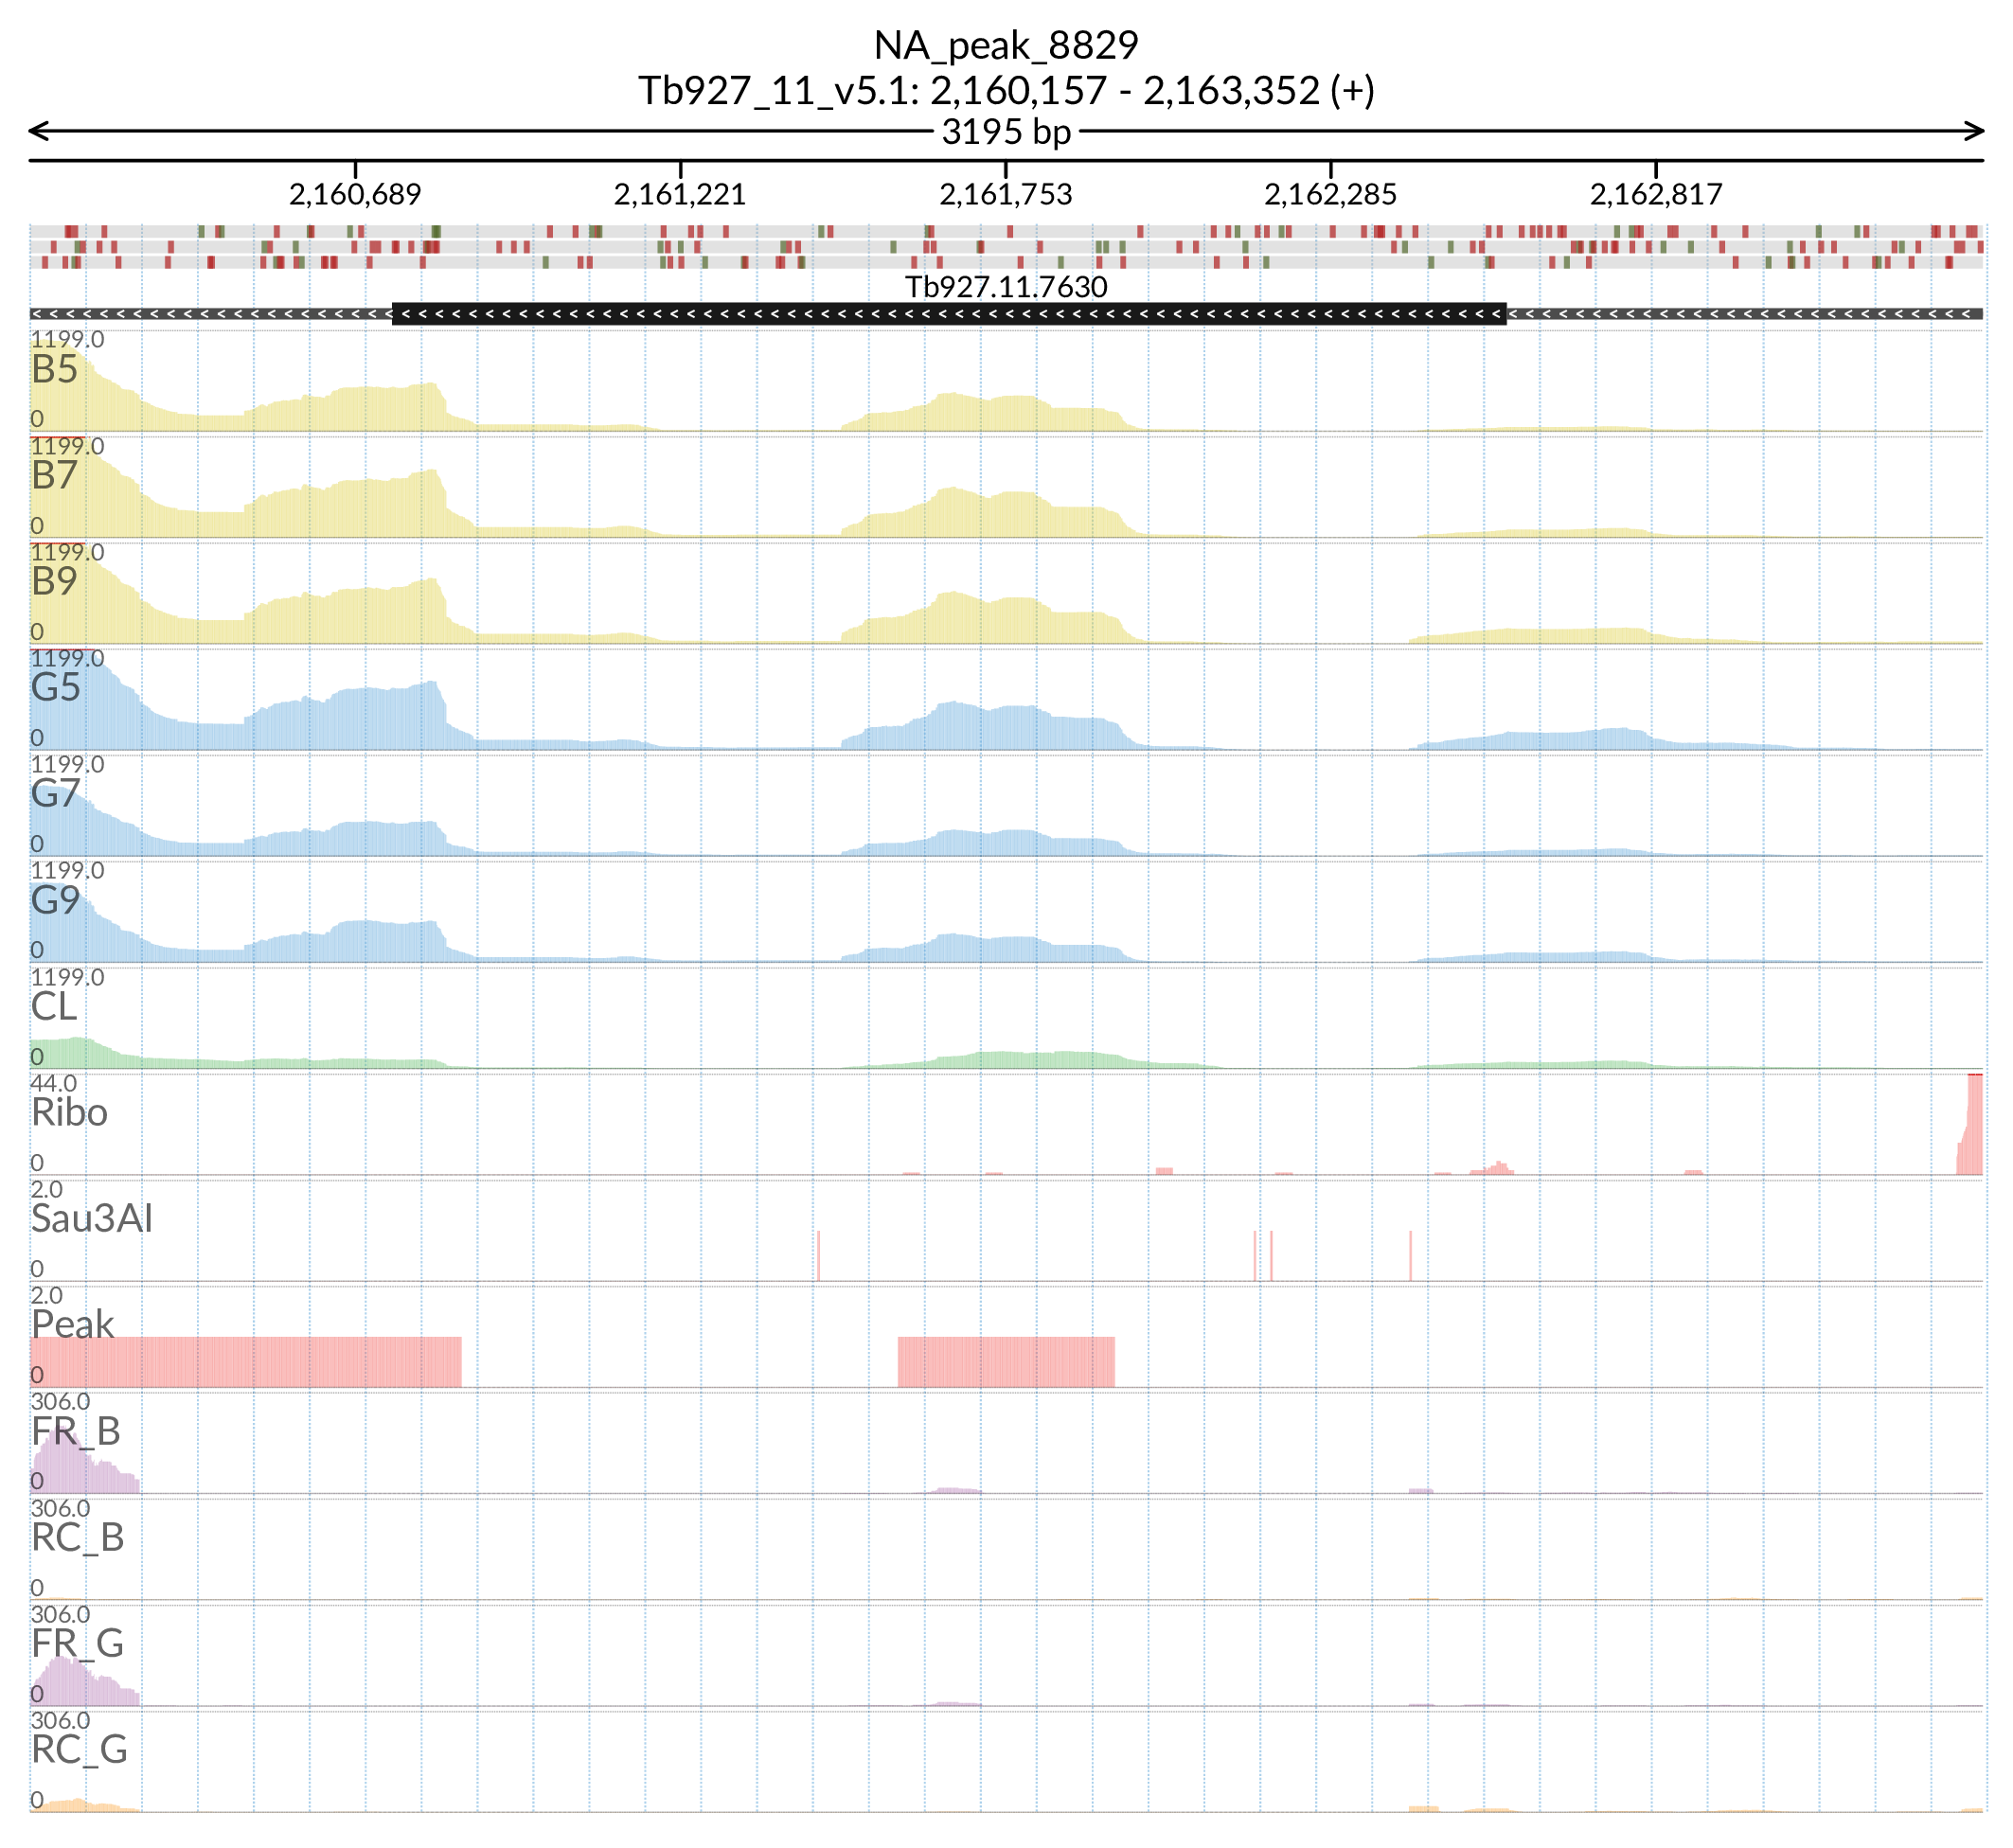 NA_peak_8829
Tb927_11_v5.1: 2,160,157 - 2,163,352 (+)
3195 bp
2,160,689 2,161,221 2,161,753 2,162,285 2,162,817
Tb927.11.7630
1199.0
B5
0
1199.0
B7
0
1199.0
B9
0
1199.0
G5
0
1199.0
G7
0
1199.0
G9
0
1199.0
CL
0
44.0
Ribo
0
2.0
Sau3AI
0
2.0
Peak
0
306.0
FR_B
0
306.0
RC_B
0
306.0
FR_G
0
306.0
RC_G
0